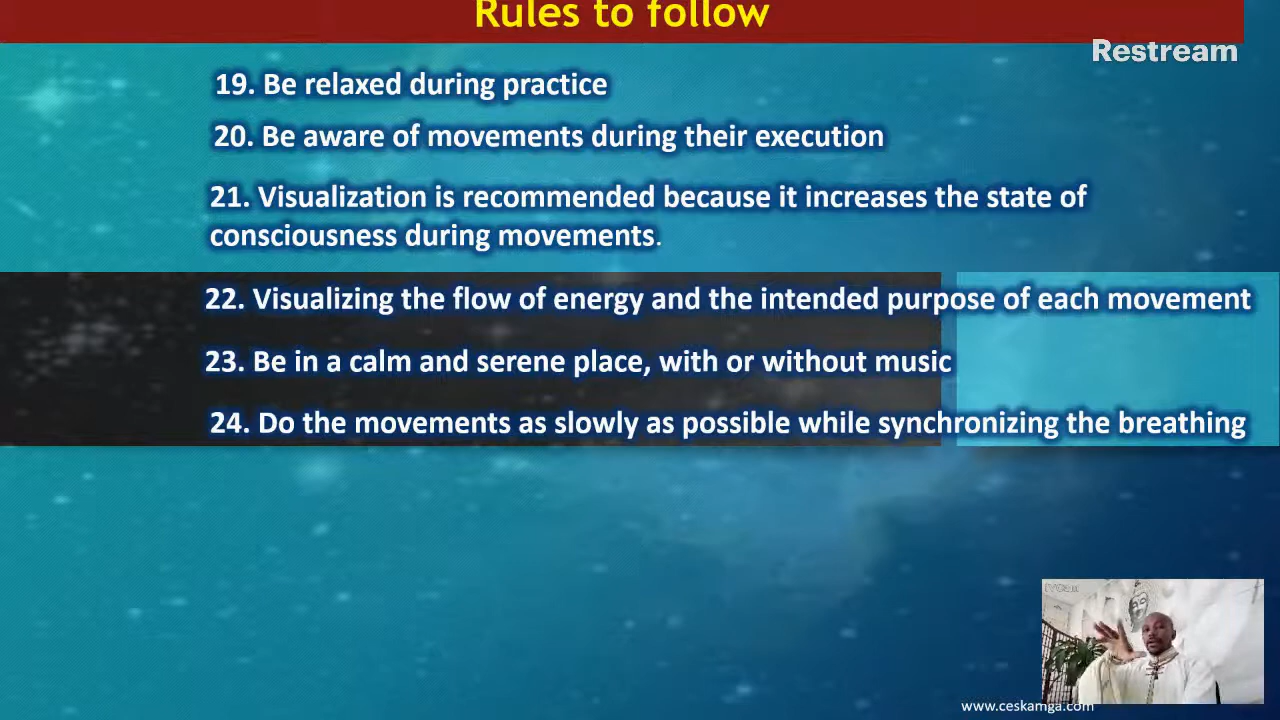 Rules to follow
Restream
19. Be relaxed during practice
20. Be aware of movements during their execution
21. Visualization is recommended because it increases the state of
consciousness during movements.
22. Visualizing the flow of energy and the intended purpose of each movement
23. Be in a calm and serene place, with or without music
24. Do the movements as slowly as possible while synchronizing the breathing
www.ceskamga.com